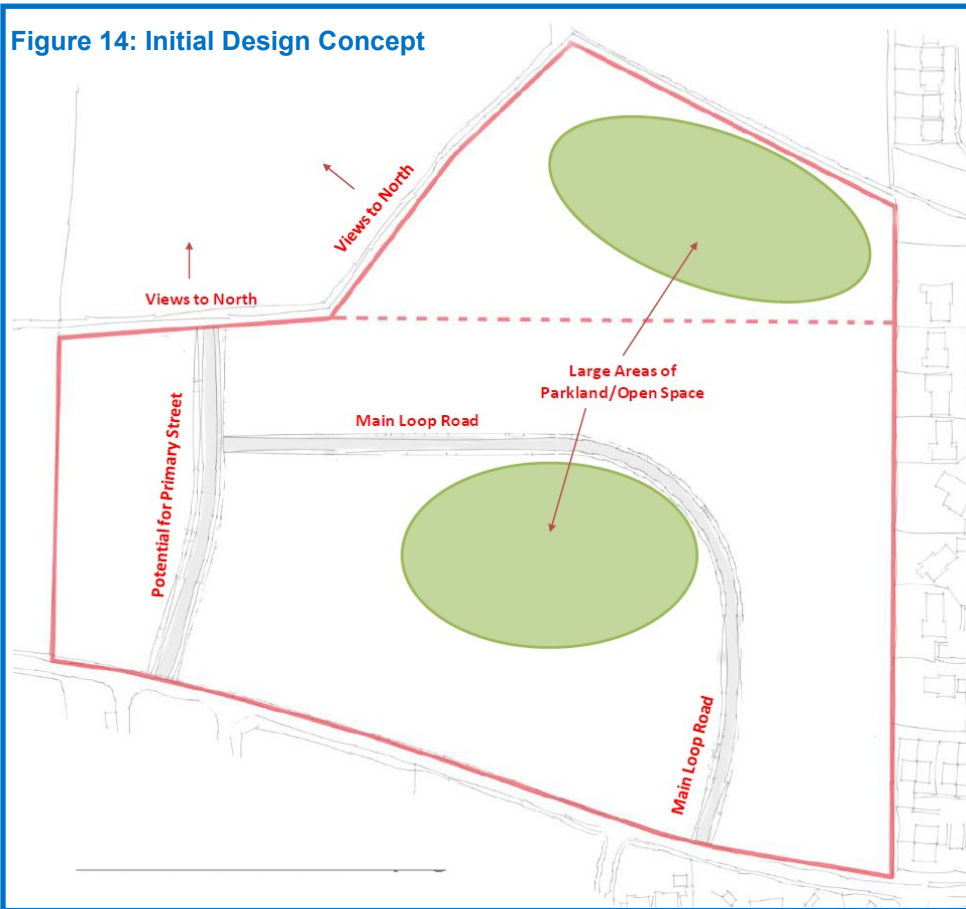 Figure 14: Initial Design Concept
Views to North
Views to North
Large Areas of
Parkland/Open Space
Main Loop Road
Potential for Primary Street
Main Loop Road